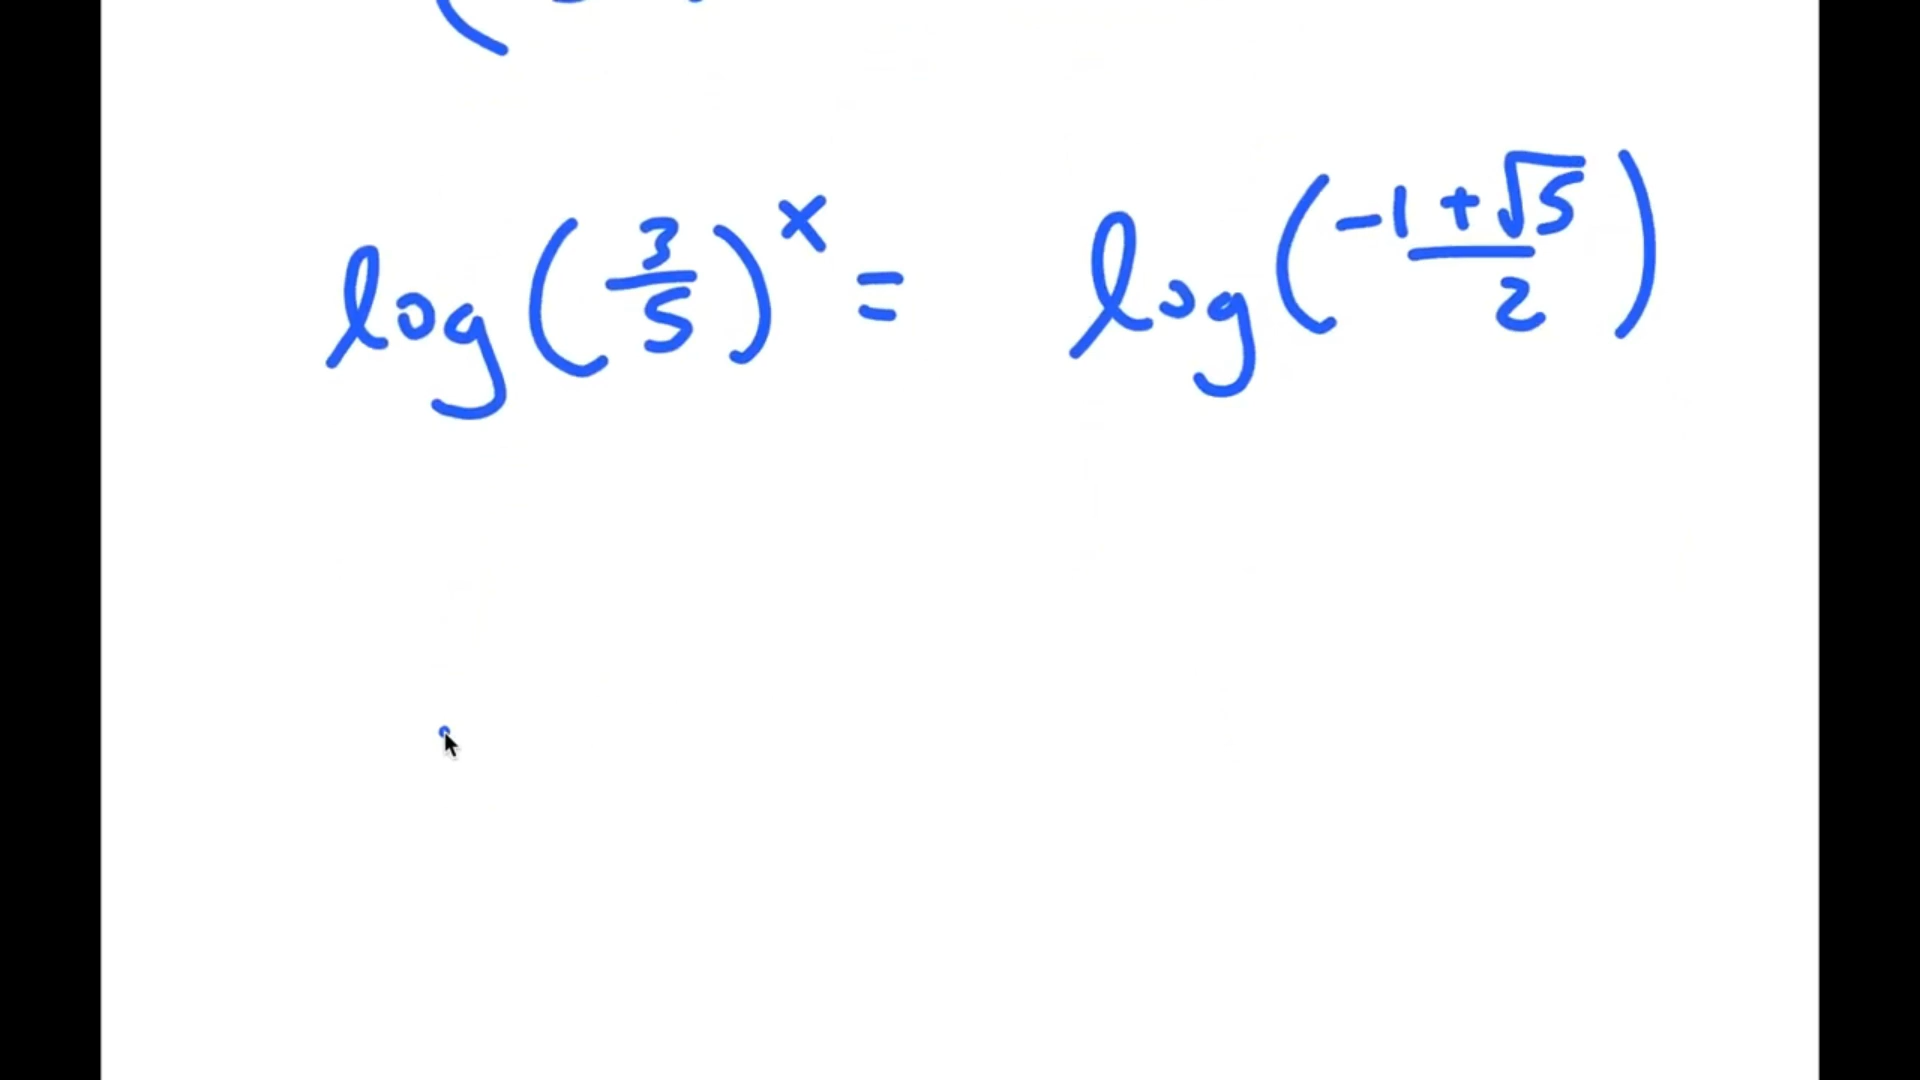 log(3/5)^x = log((-1+√5)/2)